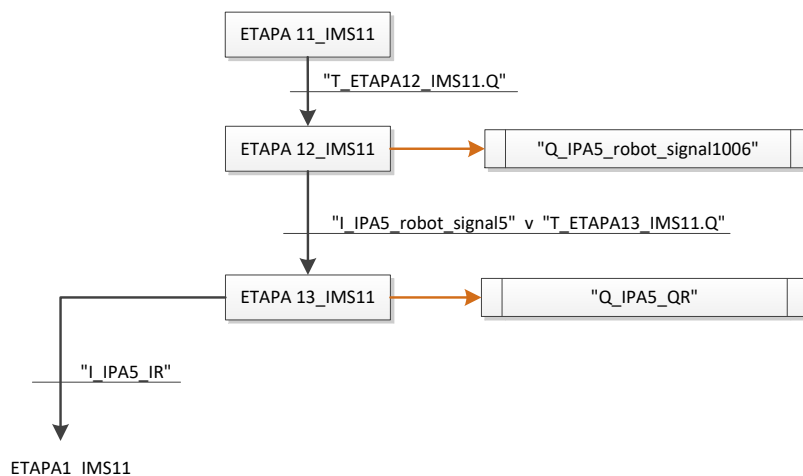 ETAPA 11_IMS11
"T_ETAPA12_IMS11.Q"
ETAPA 12_IMS11
"Q_IPA5_robot_signal1006"
"I_IPA5_robot_signal5" v "T_ETAPA13_IMS11.Q"
ETAPA 13_IMS11
"Q_IPA5_QR"
"I_IPA5_IR"
ETAPA1_IMS11